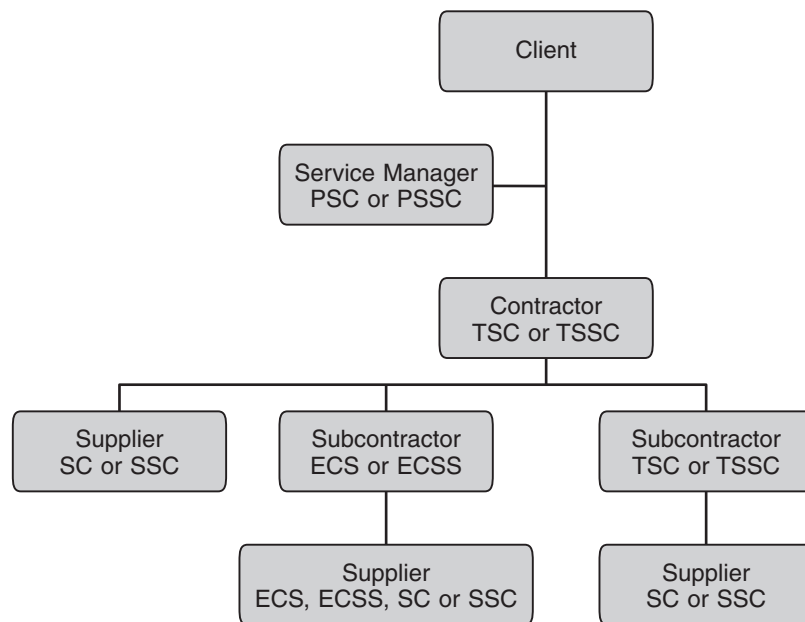 Client
Service Manager
PSC or PSSC
Contractor
TSC or TSSC
Supplier
SC or SSC
Subcontractor
ECS or ECSS
Subcontractor
TSC or TSSC
Supplier
ECS, ECSS, SC or SSC
Supplier
SC or SSC